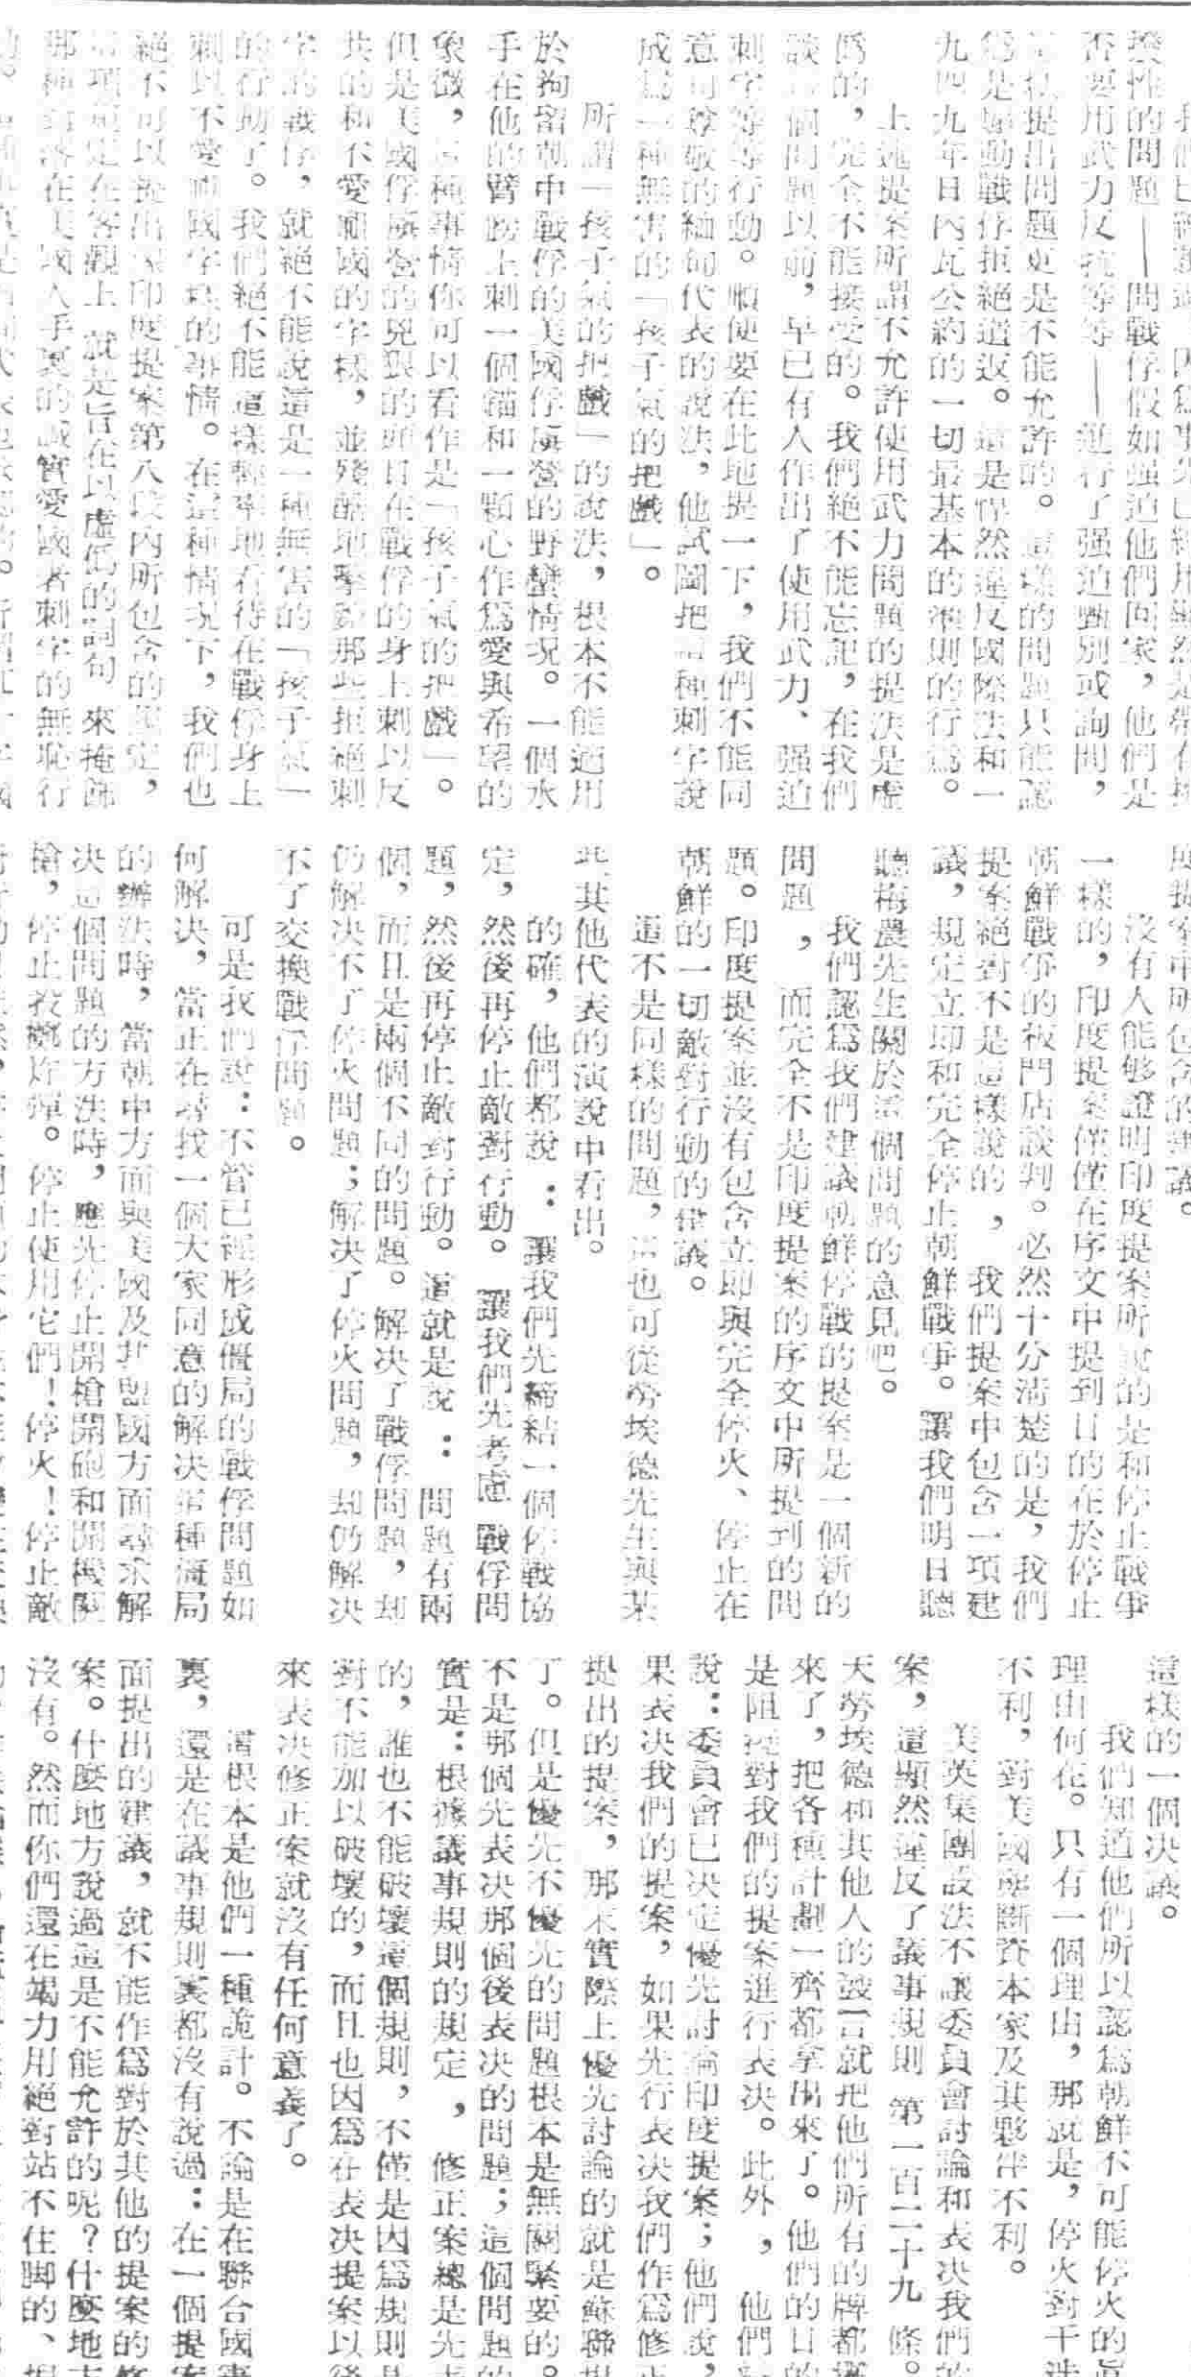 撥性的問題——問戰俘假如强迫他們回家，他們是
否要用武力反抗等等——進行了强迫甄別或詢問，
提出問題更是不能允許的。這樣的問題只能認
爲是煽動戰俘拒絕遣返。這是悍然違反國際法和一
九四九年日內瓦公約的一切最基本的準則的行爲。
上述提案所謂不允許使用武力問題的提決是虛
僞的，完全不能接受的。我們絕不能忘記，在我們
談這個問題以前，早已有人作出了使用武力、强迫
刺字等等行動。順便要在此地提一下，我們不能同
意可尊敬的緬甸代表的說法，他試圖把這種刺字說
成爲一種無害的「孩子氣的把戲」。
所謂「孩子氣的把戲」的說法，根本不能適用
於拘留朝中戰俘的美國俘虜營的野蠻情況。一個水
手在他的臂膀上刺一個錨和一顆心作爲愛與希望的
象徵，這種事情你可以看作是「孩子氣的把戲」。
但是美國俘虜營的兇狠的頭目在戰俘的身上刺以反
共的和不愛祖國的字樣，並殘酷地擊斃那些拒絕刺
字的戰俘，就絕不能說這是一種無害的「孩子氣」
的行動了。我們絕不能這樣輕率地看待在戰俘身上
刺以不愛祖國字樣的事情。在這種情況下，我們也
絕不可以提出像印度提案第八段內所包含的規定，
這項規定在客觀上 就是旨在以虛僞的詞句 來掩飾
那種對落在美國人手裏的誠實愛國者刺字的無恥行
度提案中所包含的建議。
沒有人能够證明印度提案所說的是和停止戰爭
一樣的，印度提案僅僅在序文中提到目的在於停止
朝鮮戰爭的板門店談判。必然十分清楚的是，我們
提案絕對不是這樣說的 ， 我們提案中包含一項建
議，規定立即和完全停止朝鮮戰爭。讓我們明日聽
聽梅農先生關於這個問題的意見吧。
我們認爲我們建議朝鮮停戰的提案是一個新的
問題 ， 而完全不是印度提案的序文中所提到的問
題。印度提案並沒有包含立即與完全停火、停止在
朝鮮的一切敵對行動的建議。
這不是同樣的問題，這也可從勞埃德先生與某
些其他代表的演說中看出。
的確，他們都說：讓我們先締結一個停戰協
定，然後再停止敵對行動。讓我們先考慮 戰俘問
題，然後再停止敵對行動。這就是說：問題有兩
個，而且是兩個不同的問題。解决了戰俘問題，却
仍解决不了停火問題；解决了停火問題，却仍解决
不了交換戰俘問題。
可是我們說：不管已經形成僵局的戰俘問題如
何解决，當正在尋找一個大家同意的解决這種僵局
的辦法時，當朝中方面與美國及其盟國方面尋求解
决這個問題的方法時，應先停止開槍開砲和開機關
槍，停止投擲炸彈。停止使用它們！停火！停止敵
這樣的一個决議。
我們知道他們所以認爲朝鮮不可能停火的眞
理由何在。只有一個理由，那就是，停火對干涉
不利，對美國壟斷資本家及其夥伴不利。
美英集團設法不讓委員會討論和表决我們的
案，這顯然違反了議事規則 第一百二十九 條。
天勞埃德和其他人的發言就把他們所有的牌都
來了，把各種計劃一齊都拿出來了。他們的目的
是阻撓對我們的提案進行表决。此外， 他們
說：委員會已决定優先討論印度提案；他們說，
果表决我們的提案，如果先行表决我們作爲修正
提出的提案，那末實際上優先討論的就是蘇聯
了。但是優先不優先的問題根本是無關緊要的。
不是那個先表决那個後表决的問題；這個問題的
實是：根據議事規則的規定 ， 修正案總是先
的，誰也不能破壞這個規則，不僅是因爲規則是
對不能加以破壞的，而且也因爲在表决提案以後
來表决修正案就沒有任何意義了。
這根本是他們一種詭計。不論是在聯合國
裏，還是在議事規則裏都沒有說過：在一個提案
面提出的建議，就不能作爲對於其他的提案的修
案。什麼地方說過這是不能允許的呢？什麼地方
沒有。然而你們還在竭力用絕對站不住脚的、